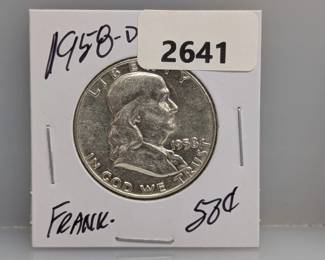 1958-D
2641
LIBERTY
1958
IN GOD WE TRUST
FRANK.
50¢